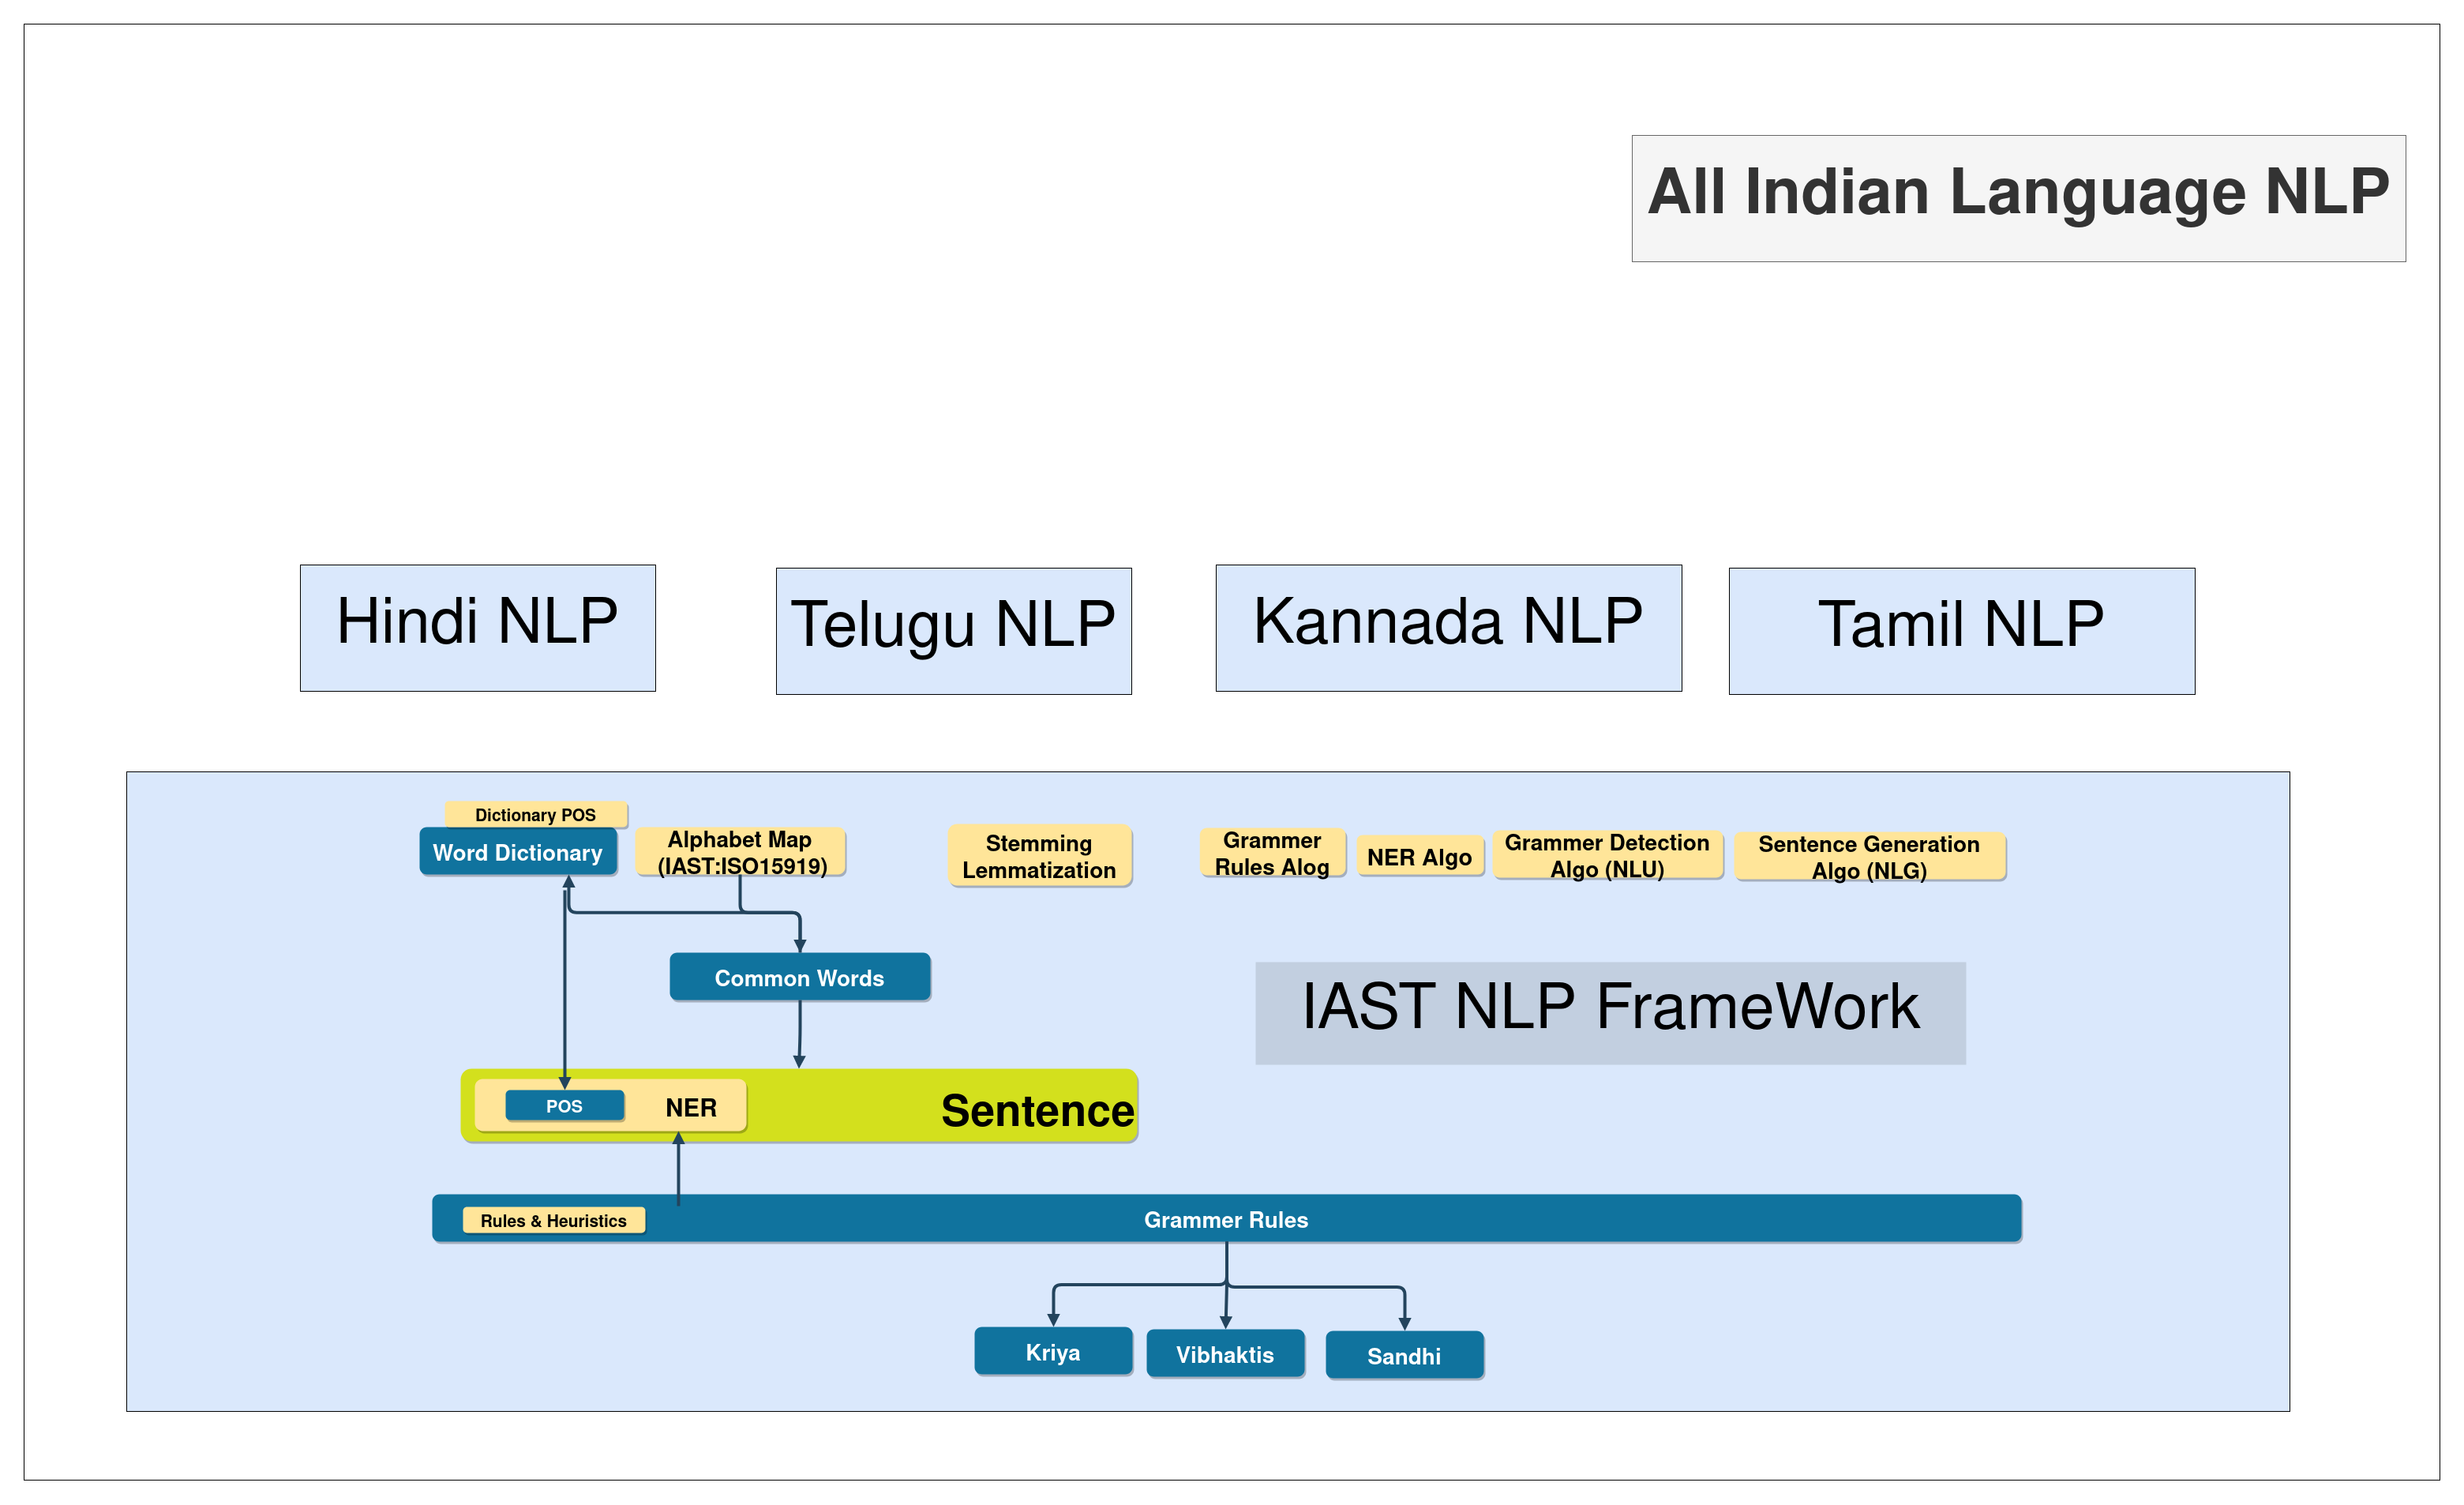 All Indian Language NLP
Hindi NLP
Telugu NLP
Kannada NLP
Tamil NLP
Dictionary POS
Word Dictionary
Alphabet Map
(IAST:ISO15919)
Stemming
Lemmatization
Grammer
Rules Alog
NER Algo
Grammer Detection
Algo (NLU)
Sentence Generation
Algo (NLG)
Common Words
IAST NLP FrameWork
POS
NER
Sentence
Rules & Heuristics
Grammer Rules
Kriya
Vibhaktis
Sandhi